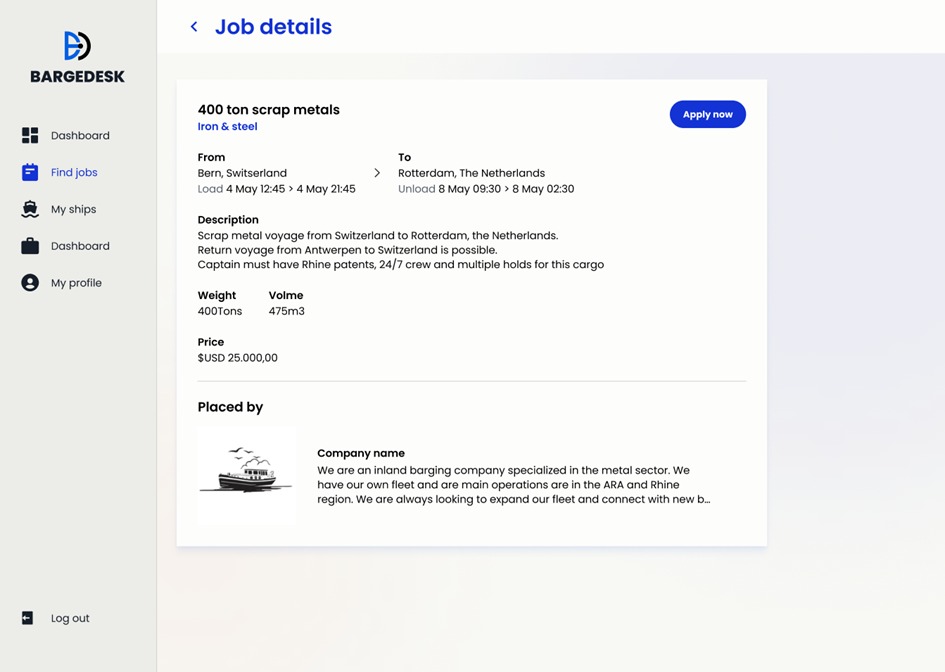 BARGEDESK
Dashboard
Find jobs
My ships
Dashboard
My profile
Log out
Job details
400 ton scrap metals
Iron & steel
Apply now
From
Bern, Switserland
Load 4 May 12:45 > 4 May 21:45
To
Rotterdam, The Netherlands
Unload 8 May 09:30 > 8 May 02:30
Description
Scrap metal voyage from Switzerland to Rotterdam, the Netherlands.
Return voyage from Antwerpen to Switzerland is possible.
Captain must have Rhine patents, 24/7 crew and multiple holds for this cargo
Weight
400Tons
Volme
475m3
Price
$USD 25.000,00
Placed by
Company name
We are an inland barging company specialized in the metal sector. We
have our own fleet and are main operations are in the ARA and Rhine
region. We are always looking to expand our fleet and connect with new b...